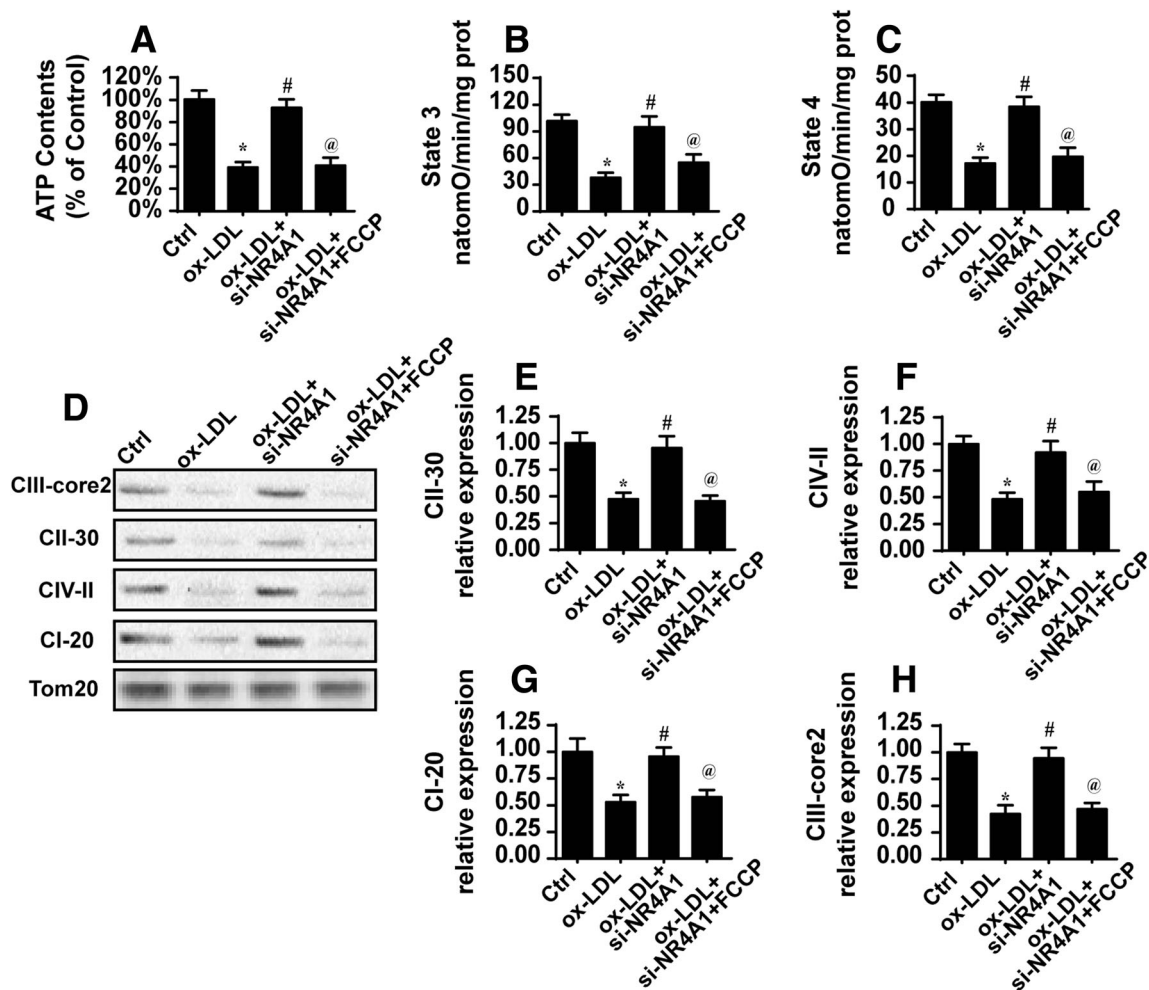 A
ATP Contents
(% of Control)
120%
100%
80%
60%
40%
20%
0%
*
#
@
Ctrl
ox-LDL
ox-LDL+
si-NR4A1
ox-LDL+
si-NR4A1+FCCP
B
State 3
natomO/min/mg prot
150
120
90
60
30
0
*
#
@
Ctrl
ox-LDL
ox-LDL+
si-NR4A1
ox-LDL+
si-NR4A1+FCCP
C
State 4
natomO/min/mg prot
50
40
30
20
10
0
*
#
@
Ctrl
ox-LDL
ox-LDL+
si-NR4A1
ox-LDL+
si-NR4A1+FCCP
D
Ctrl
ox-LDL
ox-LDL+
si-NR4A1
ox-LDL+
si-NR4A1+FCCP
CIII-core2
CII-30
CIV-II
CI-20
Tom20
E
CII-30
relative expression
1.25
1.00
0.75
0.50
0.25
0.00
*
#
@
Ctrl
ox-LDL
ox-LDL+
si-NR4A1
ox-LDL+
si-NR4A1+FCCP
F
CIV-II
relative expression
1.25
1.00
0.75
0.50
0.25
0.00
*
#
@
Ctrl
ox-LDL
ox-LDL+
si-NR4A1
ox-LDL+
si-NR4A1+FCCP
G
CI-20
relative expression
1.25
1.00
0.75
0.50
0.25
0.00
*
#
@
Ctrl
ox-LDL
ox-LDL+
si-NR4A1
ox-LDL+
si-NR4A1+FCCP
H
CIII-core2
relative expression
1.25
1.00
0.75
0.50
0.25
0.00
*
#
@
Ctrl
ox-LDL
ox-LDL+
si-NR4A1
ox-LDL+
si-NR4A1+FCCP